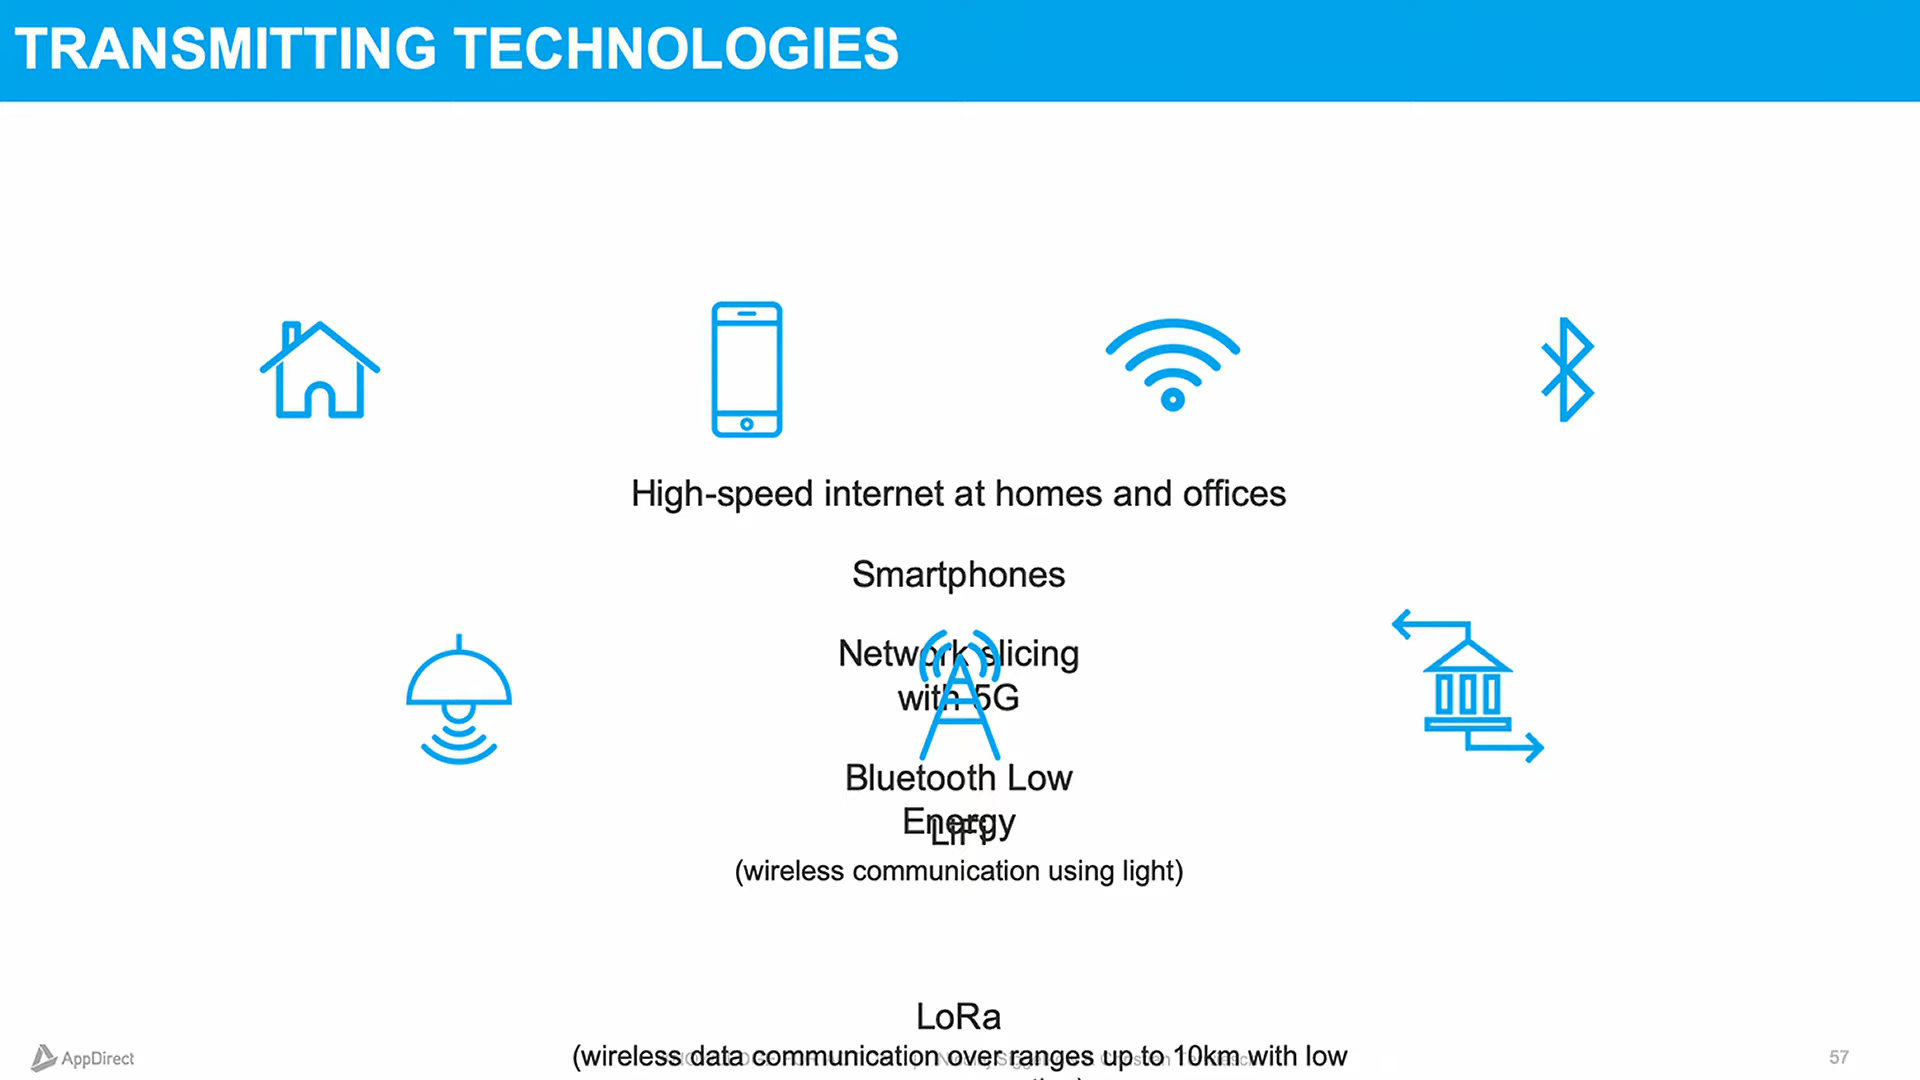 TRANSMITTING TECHNOLOGIES
High-speed internet at homes and offices
Smartphones
Network slicing
with 5G
Bluetooth Low
Energy
LiFi
(wireless communication using light)
LoRa
(wireless data communication over ranges up to 10km with low
AppDirect
57